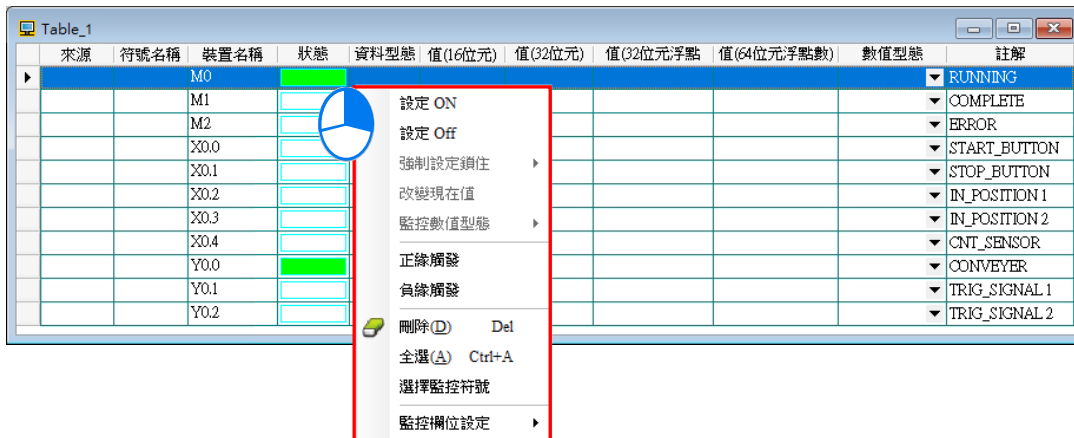 Table_1
來源 符號名稱 裝置名稱 狀態 資料型態 值(16位元) 值(32位元) 值(32位元浮點 值(64位元浮點數) 數值型態 註解
M0 RUNNING
M1 COMPLETE
M2 ERROR
X0.0 START_BUTTON
X0.1 STOP_BUTTON
X0.2 IN_POSITION 1
X0.3 IN_POSITION 2
X0.4 CNT_SENSOR
Y0.0 CONVEYER
Y0.1 TRIG_SIGNAL 1
Y0.2 TRIG_SIGNAL 2
設定 ON
設定 Off
強制設定鎖住
改變現在值
監控數值型態
正緣觸發
負緣觸發
刪除(D) Del
全選(A) Ctrl+A
選擇監控符號
監控欄位設定